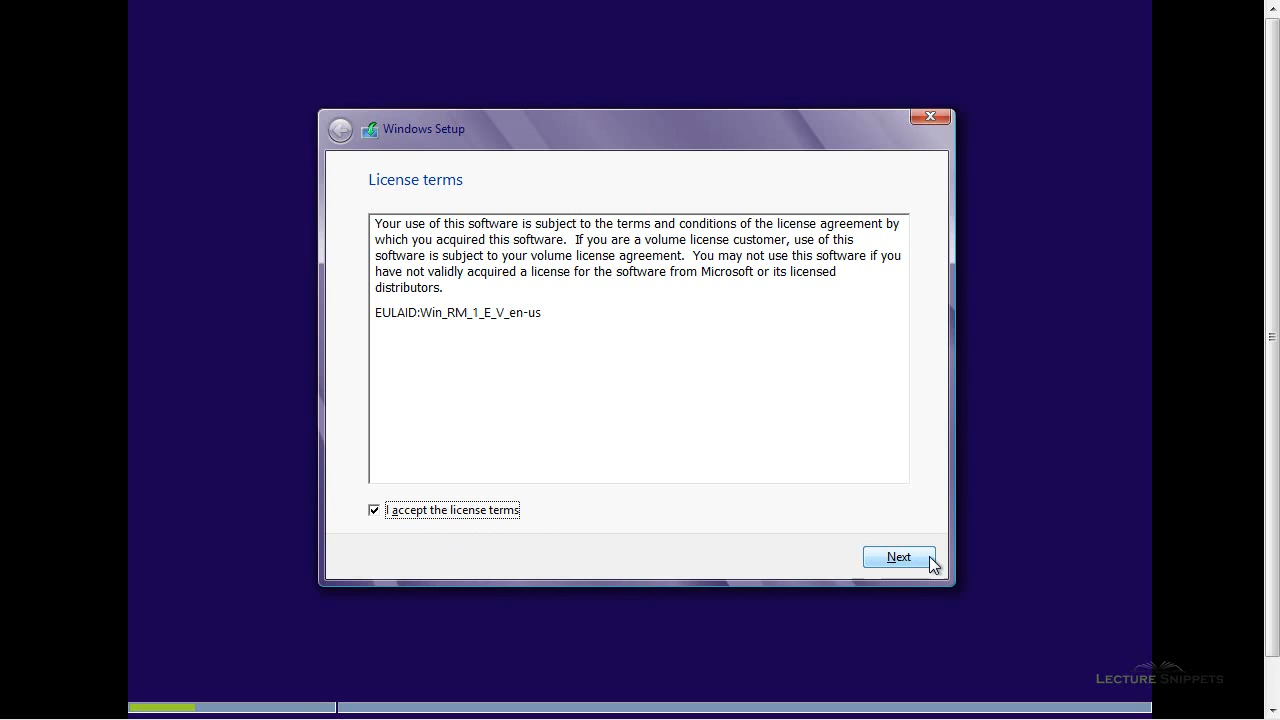 Windows Setup
License terms
Your use of this software is subject to the terms and conditions of the license agreement by
which you acquired this software.  If you are a volume license customer, use of this
software is subject to your volume license agreement.  You may not use this software if you
have not validly acquired a license for the software from Microsoft or its licensed
distributors.
EULAID:Win_RM_1_E_V_en-us
I accept the license terms
Next
LECTURE SNIPPETS